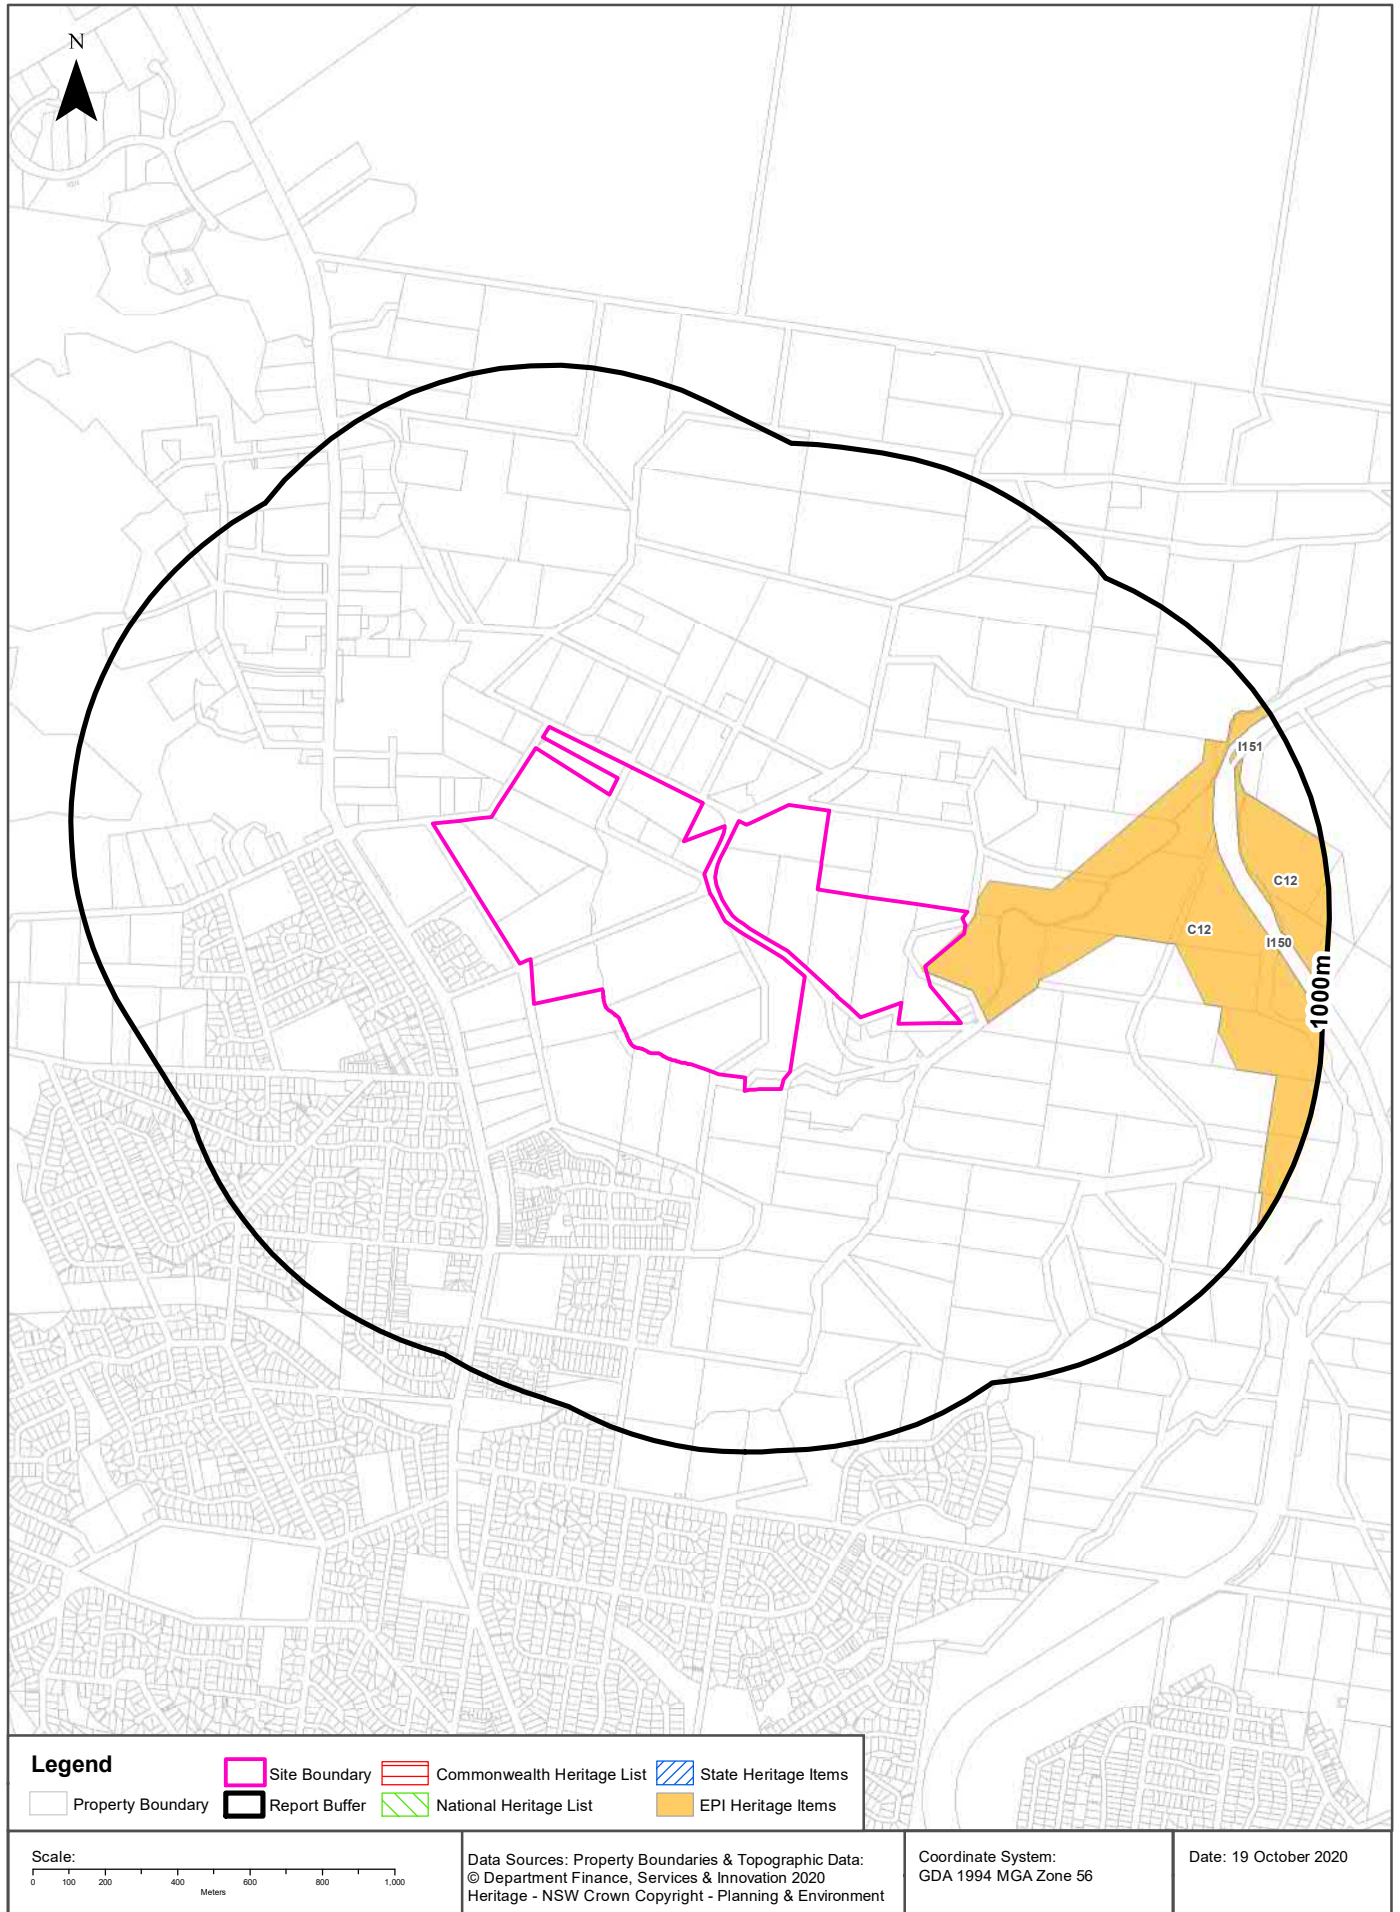 N
I151
C12
C12
I150
1000m
Legend
Property Boundary
Site Boundary
Report Buffer
Commonwealth Heritage List
National Heritage List
State Heritage Items
EPI Heritage Items
Scale:
0 100 200 400 600 800 1,000
Meters
Data Sources: Property Boundaries & Topographic Data:
© Department Finance, Services & Innovation 2020
Heritage - NSW Crown Copyright - Planning & Environment
Coordinate System:
GDA 1994 MGA Zone 56
Date: 19 October 2020